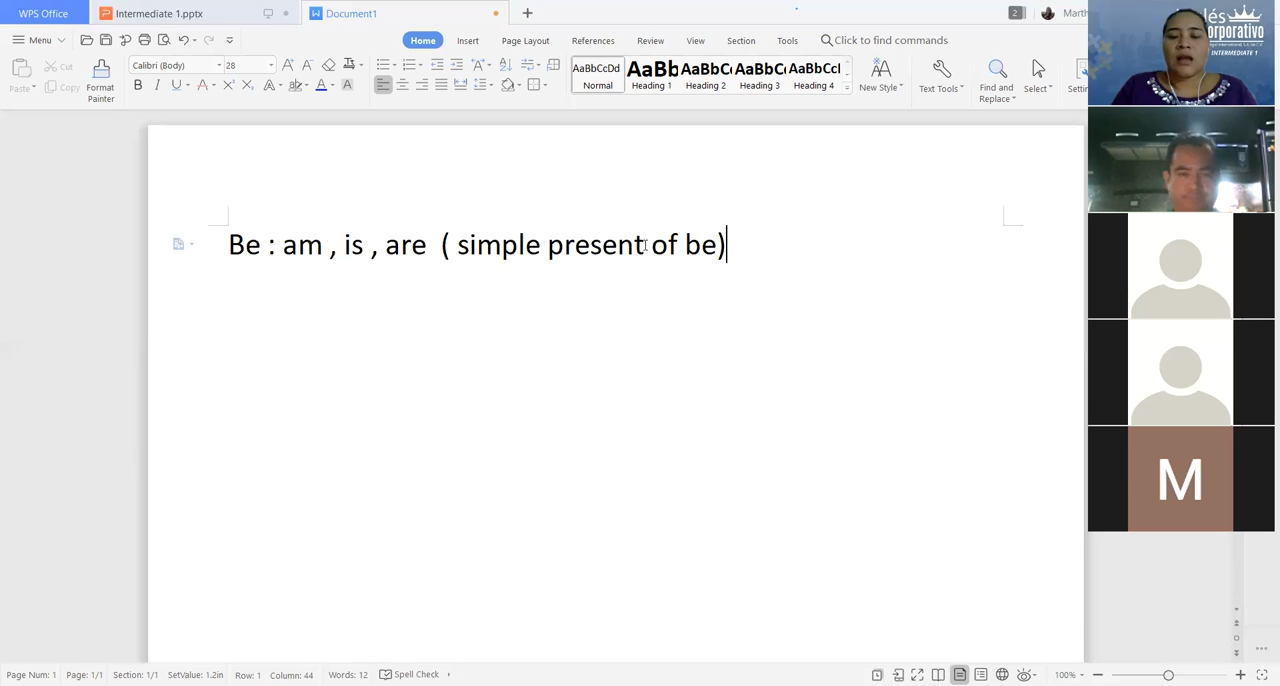 WPS Office
Intermediate 1.pptx
Document1
2
Marth
Menu
Home
Insert
Page Layout
References
Review
View
Section
Tools
Click to find commands
Paste
Cut
Copy
Format Painter
Calibri (Body)
28
AaBbCcDd
Normal
Heading 1
Heading 2
Heading 3
Heading 4
New Style
Text Tools
Find and Replace
Select
Be : am , is , are ( simple present of be)
INTERMEDIATE 1
M
Page Num: 1
Page: 1/1
Section: 1/1
SetValue: 1.2in
Row: 1
Column: 44
Words: 12
Spell Check
100%